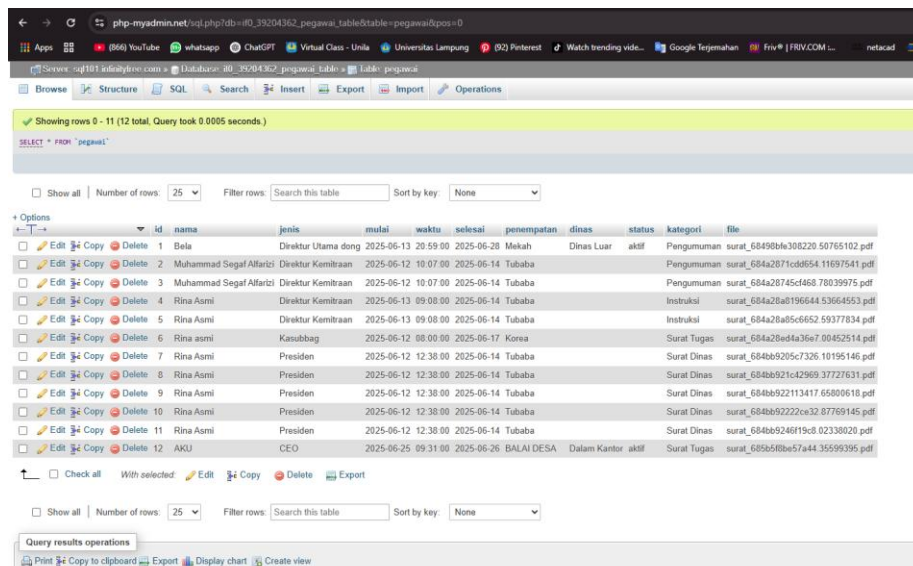 php-myadmin.net/sql.php?db=if0_39204362_pegawai_table&table=pegawai&pos=0
Apps (866) YouTube whatsapp ChatGPT Virtual Class - Unila Universitas Lampung (92) Pinterest Watch trending vide... Google Terjemahan Friv® | FRIV.COM :... netacad
Server: sql101.infinityfree.com » Database: if0_39204362_pegawai_table » Table: pegawai
Browse Structure SQL Search Insert Export Import Operations
Showing rows 0 - 11 (12 total, Query took 0.0005 seconds.)
SELECT * FROM `pegawai`
Show all | Number of rows: 25 Filter rows: Search this table Sort by key: None
+ Options
←T→ id nama jenis mulai waktu selesai penempatan dinas status kategori file
Edit Copy Delete 1 Bela Direktur Utama dong 2025-06-13 20:59:00 2025-06-28 Mekah Dinas Luar aktif Pengumuman surat_68498bfe308220.50765102.pdf
Edit Copy Delete 2 Muhammad Segaf Alfarizi Direktur Kemitraan 2025-06-12 10:07:00 2025-06-14 Tubaba Pengumuman surat_684a2871cdd654.11697541.pdf
Edit Copy Delete 3 Muhammad Segaf Alfarizi Direktur Kemitraan 2025-06-12 10:07:00 2025-06-14 Tubaba Pengumuman surat_684a28745cf468.78039975.pdf
Edit Copy Delete 4 Rina Asmi Direktur Kemitraan 2025-06-13 09:08:00 2025-06-14 Tubaba Instruksi surat_684a28a8196644.53664553.pdf
Edit Copy Delete 5 Rina Asmi Direktur Kemitraan 2025-06-13 09:08:00 2025-06-14 Tubaba Instruksi surat_684a28a85c6652.59377834.pdf
Edit Copy Delete 6 Rina asmi Kasubbag 2025-06-12 08:00:00 2025-06-17 Korea Surat Tugas surat_684a28ed4a36e7.00452514.pdf
Edit Copy Delete 7 Rina Asmi Presiden 2025-06-12 12:38:00 2025-06-14 Tubaba Surat Dinas surat_684bb9205c7326.10195146.pdf
Edit Copy Delete 8 Rina Asmi Presiden 2025-06-12 12:38:00 2025-06-14 Tubaba Surat Dinas surat_684bb921c42969.37727631.pdf
Edit Copy Delete 9 Rina Asmi Presiden 2025-06-12 12:38:00 2025-06-14 Tubaba Surat Dinas surat_684bb922113417.65800618.pdf
Edit Copy Delete 10 Rina Asmi Presiden 2025-06-12 12:38:00 2025-06-14 Tubaba Surat Dinas surat_684bb92222ce32.87769145.pdf
Edit Copy Delete 11 Rina Asmi Presiden 2025-06-12 12:38:00 2025-06-14 Tubaba Surat Dinas surat_684bb9246f19c8.02338020.pdf
Edit Copy Delete 12 AKU CEO 2025-06-25 09:31:00 2025-06-26 BALAI DESA Dalam Kantor aktif Surat Tugas surat_685b5f8be57a44.35599395.pdf
Check all With selected: Edit Copy Delete Export
Show all | Number of rows: 25 Filter rows: Search this table Sort by key: None
Query results operations
Print Copy to clipboard Export Display chart Create view